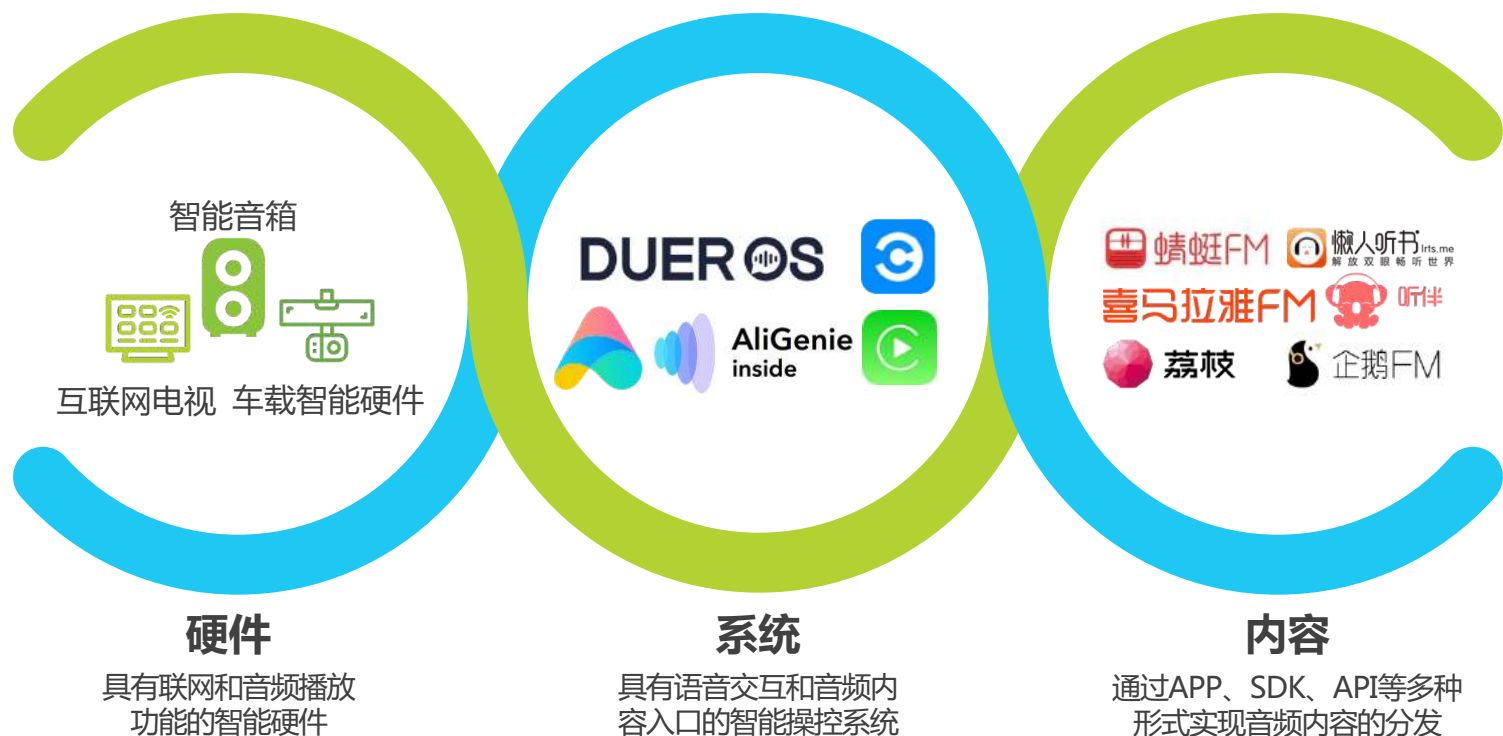 智能音箱
互联网电视 车载智能硬件
DUER OS
AliGenie
inside
蜻蜓FM
懒人听书 lrts.me
解放双眼畅听世界
喜马拉雅FM
听伴
荔枝
企鹅FM
硬件
具有联网和音频播放
功能的智能硬件
系统
具有语音交互和音频内
容入口的智能操控系统
内容
通过APP、SDK、API等多种
形式实现音频内容的分发